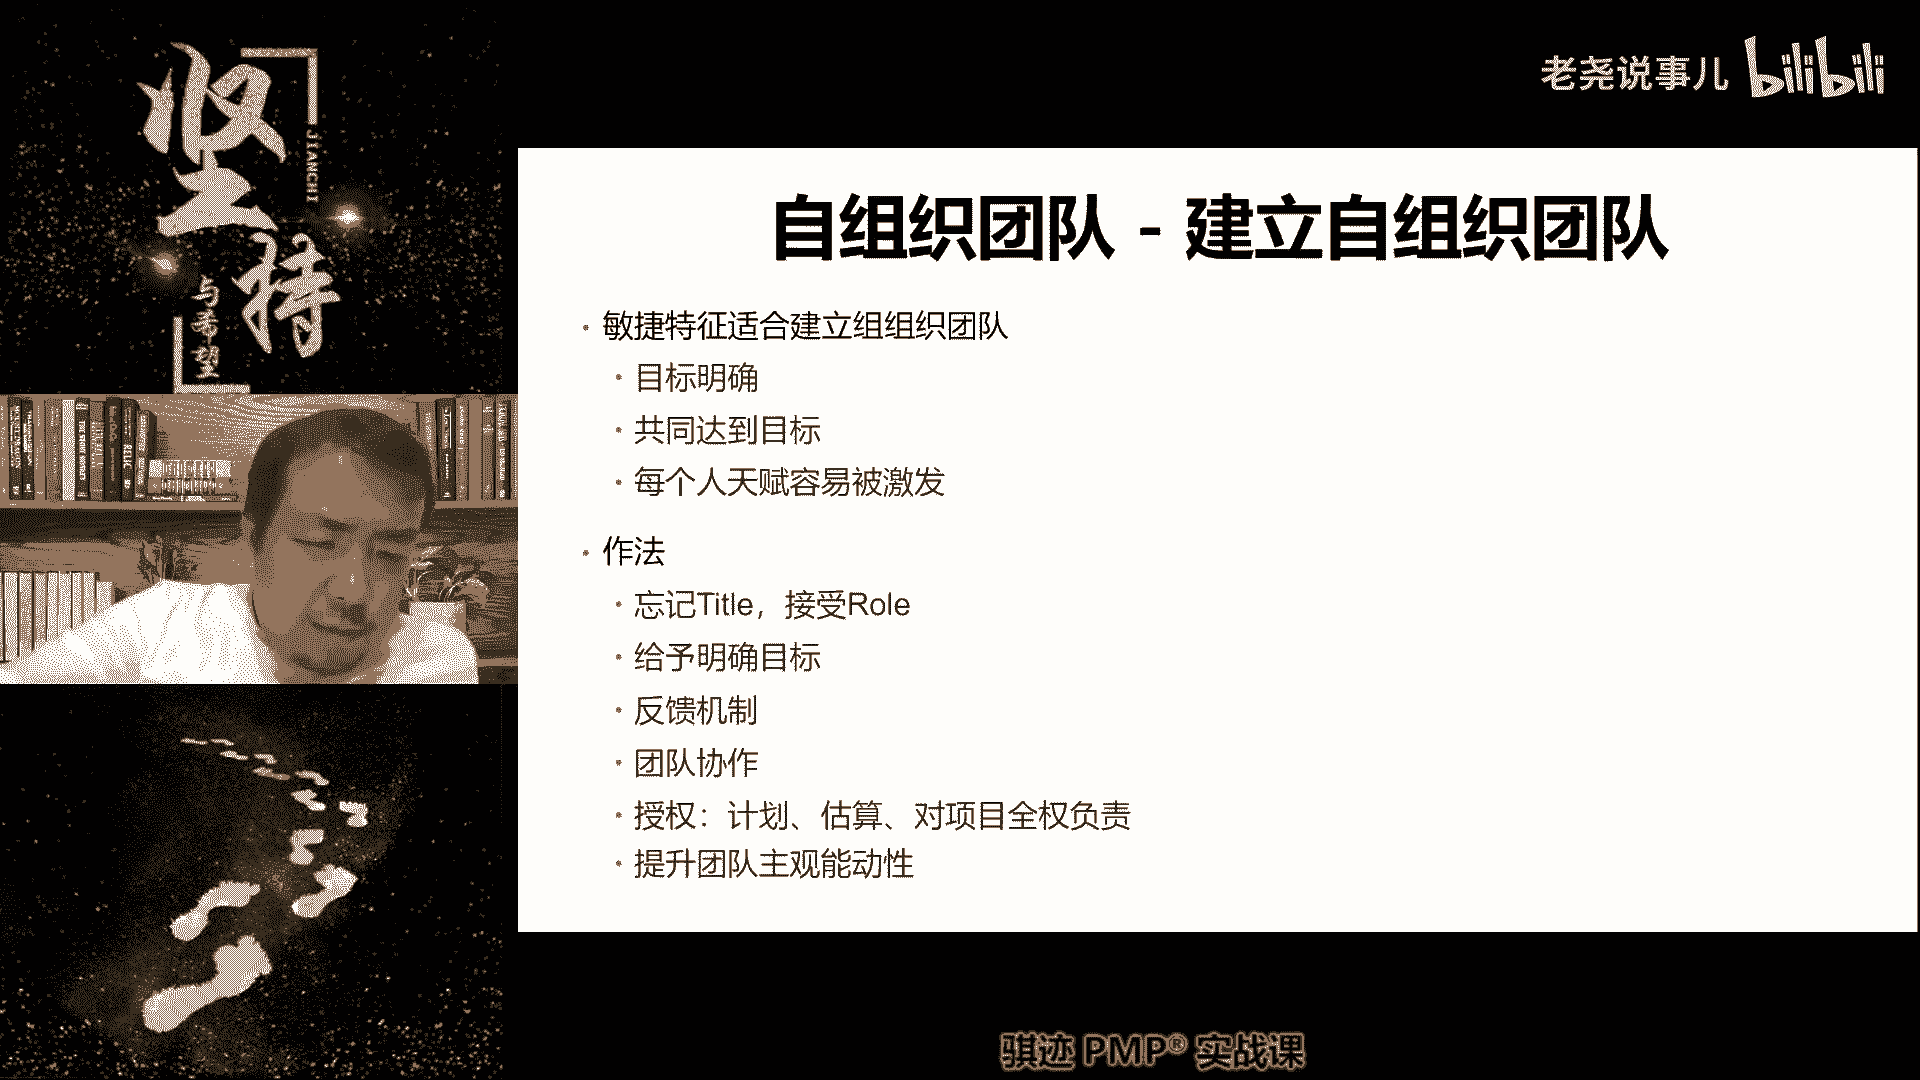 坚持
JIANCHI
与希望
老尧说事儿 bilibili
自组织团队 - 建立自组织团队
· 敏捷特征适合建立组组织团队
· 目标明确
· 共同达到目标
· 每个人天赋容易被激发
· 作法
· 忘记Title，接受Role
· 给予明确目标
· 反馈机制
· 团队协作
· 授权：计划、估算、对项目全权负责
· 提升团队主观能动性
骐迹 PMP® 实战课